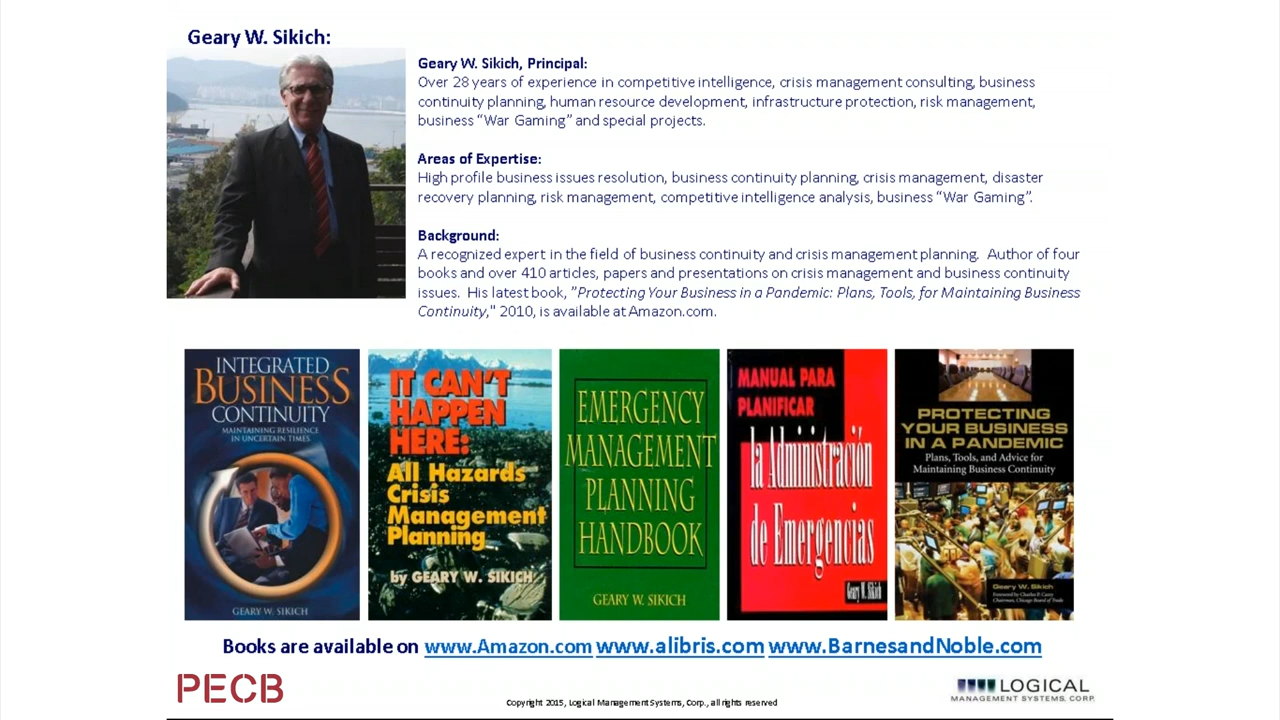 Geary W. Sikich:
Geary W. Sikich, Principal:
Over 28 years of experience in competitive intelligence, crisis management consulting, business
continuity planning, human resource development, infrastructure protection, risk management,
business “War Gaming” and special projects.
Areas of Expertise:
High profile business issues resolution, business continuity planning, crisis management, disaster
recovery planning, risk management, competitive intelligence analysis, business “War Gaming”.
Background:
A recognized expert in the field of business continuity and crisis management planning. Author of four
books and over 410 articles, papers and presentations on crisis management and business continuity
issues. His latest book, "Protecting Your Business in a Pandemic: Plans, Tools, for Maintaining Business
Continuity," 2010, is available at Amazon.com.
INTEGRATED
BUSINESS
CONTINUITY
MAINTAINING RESILIENCE
IN UNCERTAIN TIMES
GEARY W. SIKICH
IT CAN'T
HAPPEN
HERE:
All Hazards
Crisis
Management
Planning
by GEARY W. SIKICH
EMERGENCY
MANAGEMENT
PLANNING
HANDBOOK
GEARY W. SIKICH
MANUAL PARA
PLANIFICAR
la Administración
de Emergencias
Geary W. Sikich
PROTECTING
YOUR BUSINESS
IN A PANDEMIC
Plans, Tools, and Advice for
Maintaining Business Continuity
Geary W. Sikich
Foreword by Charles P. Carey
Chairman, Chicago Board of Trade
Books are available on www.Amazon.com www.alibris.com www.BarnesandNoble.com
PECB
Copyright 2015, Logical Management Systems, Corp., all rights reserved
LOGICAL
MANAGEMENT SYSTEMS, CORP.